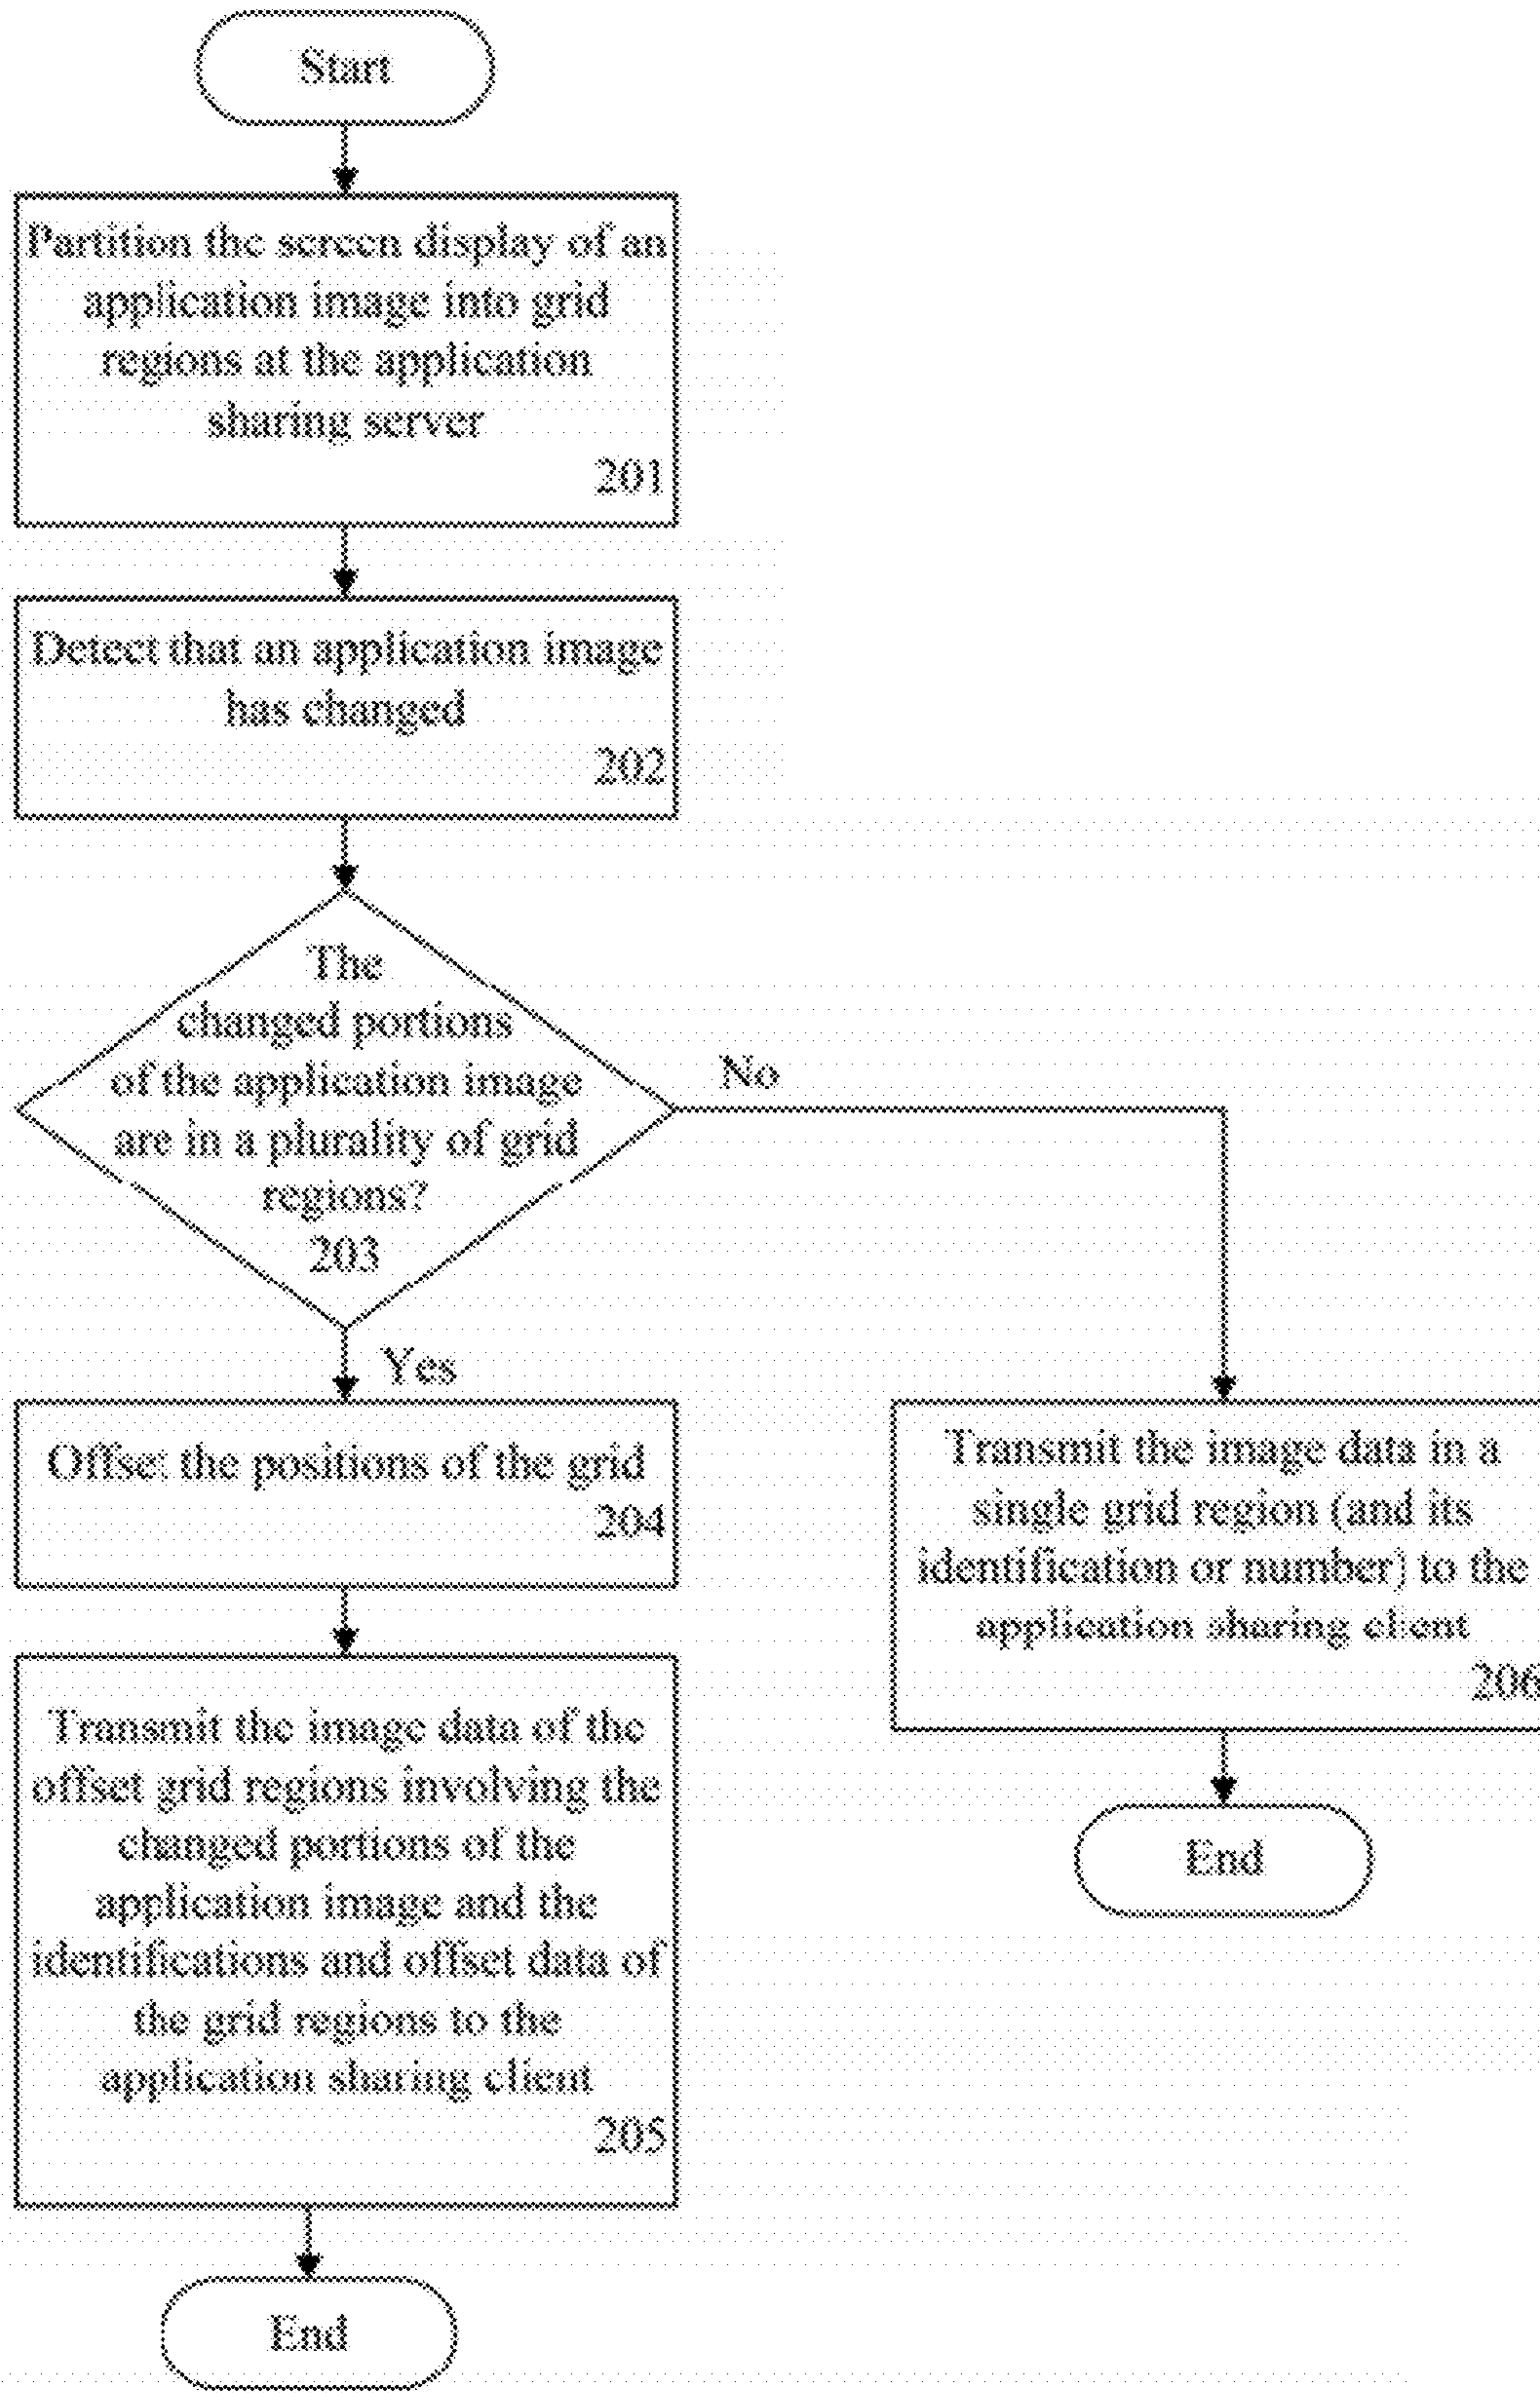 Start
Partition the screen display of an
application image into grid
regions at the application
sharing server
201
Detect that an application image
has changed
202
The
changed portions
of the application image
are in a plurality of grid
regions?
203
No
Yes
Offset the positions of the grid
204
Transmit the image data in a
single grid region (and its
identification or number) to the
application sharing client
206
Transmit the image data of the
offset grid regions involving the
changed portions of the
application image and the
identifications and offset data of
the grid regions to the
application sharing client
205
End
End